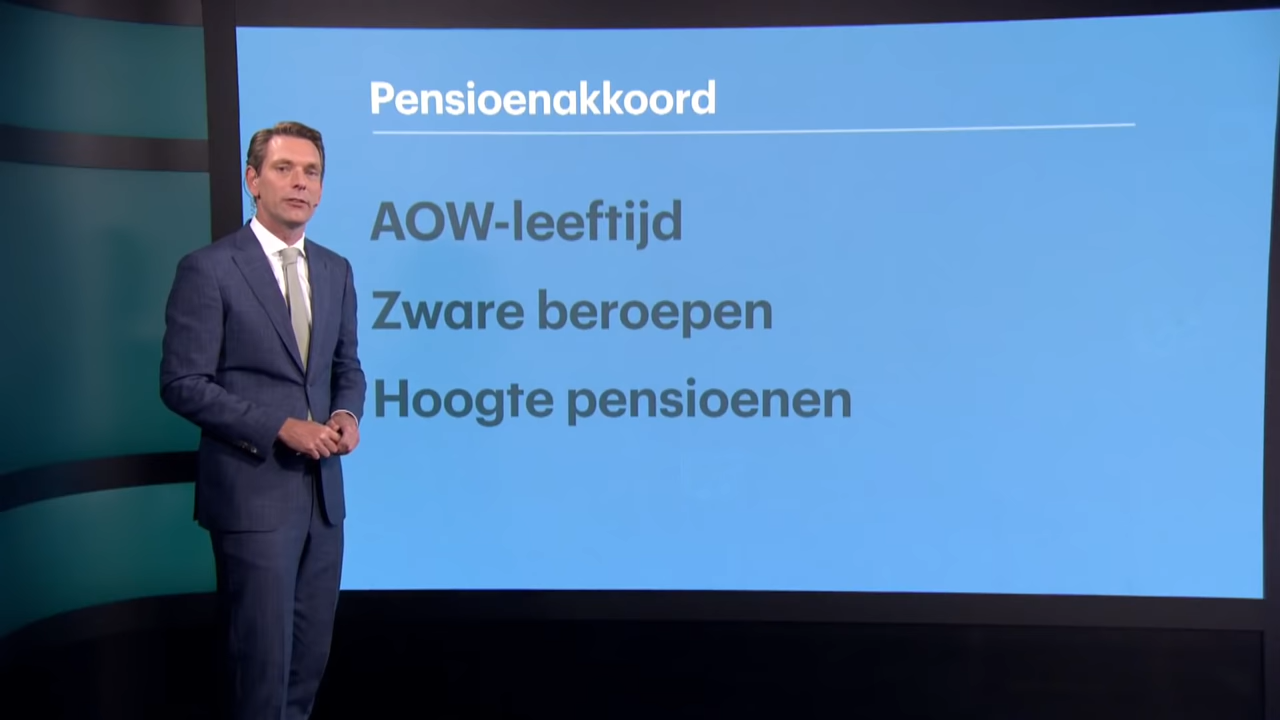 Pensioenakkoord
AOW-leeftijd
Zware beroepen
Hoogte pensioenen